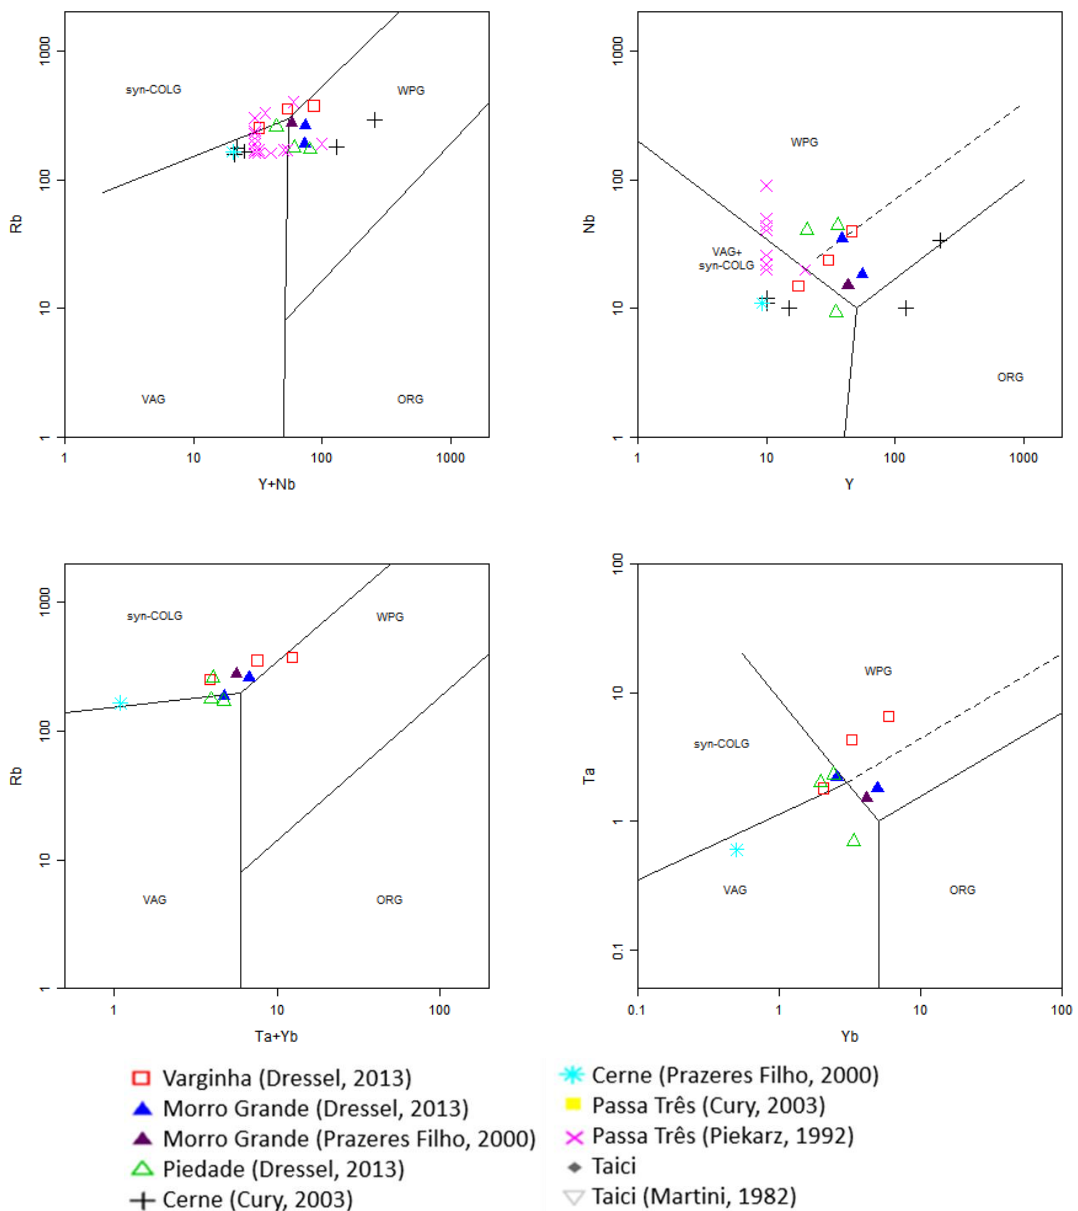 syn-COLG
WPG
VAG
ORG
1
10
100
1000
1
10
100
1000
Rb
Y+Nb
WPG
VAG+
syn-COLG
ORG
1
10
100
1000
1
10
100
1000
Nb
Y
syn-COLG
WPG
VAG
ORG
1
10
100
1000
1
10
100
Rb
Ta+Yb
WPG
syn-COLG
VAG
ORG
0.1
1
10
100
0.1
1
10
100
Ta
Yb
Varginha (Dressel, 2013)
Morro Grande (Dressel, 2013)
Morro Grande (Prazeres Filho, 2000)
Piedade (Dressel, 2013)
Cerne (Cury, 2003)
Cerne (Prazeres Filho, 2000)
Passa Três (Cury, 2003)
Passa Três (Piekarz, 1992)
Taici
Taici (Martini, 1982)